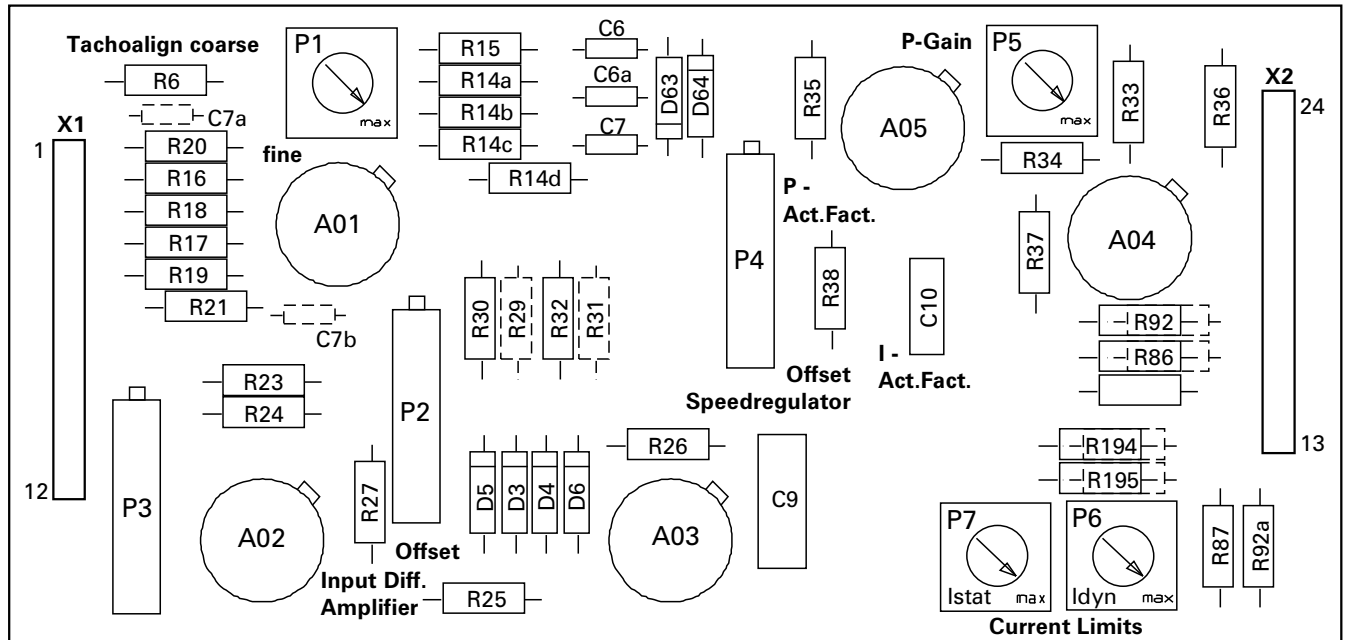 Tachoalign coarse
P1
max
R15
R14a
R14b
R14c
R14d
C6
C6a
C7
D63
D64
R35
A05
P-Gain
P5
max
R33
R36
X2
24
R6
C7a
X1
1
R20
R16
R18
R17
R19
R21
fine
A01
C7b
R34
P -
Act.Fact.
P4
R38
C10
R37
A04
R30
R29
R32
R31
R92
R86
I -
Act.Fact.
Offset
Speedregulator
R23
R24
P2
12
P3
A02
R27
D5
D3
D4
D6
R26
A03
C9
R194
R195
13
Offset
Input Diff.
Amplifier
R25
P7
Istat
max
P6
Idyn
max
R87
R92a
Current Limits